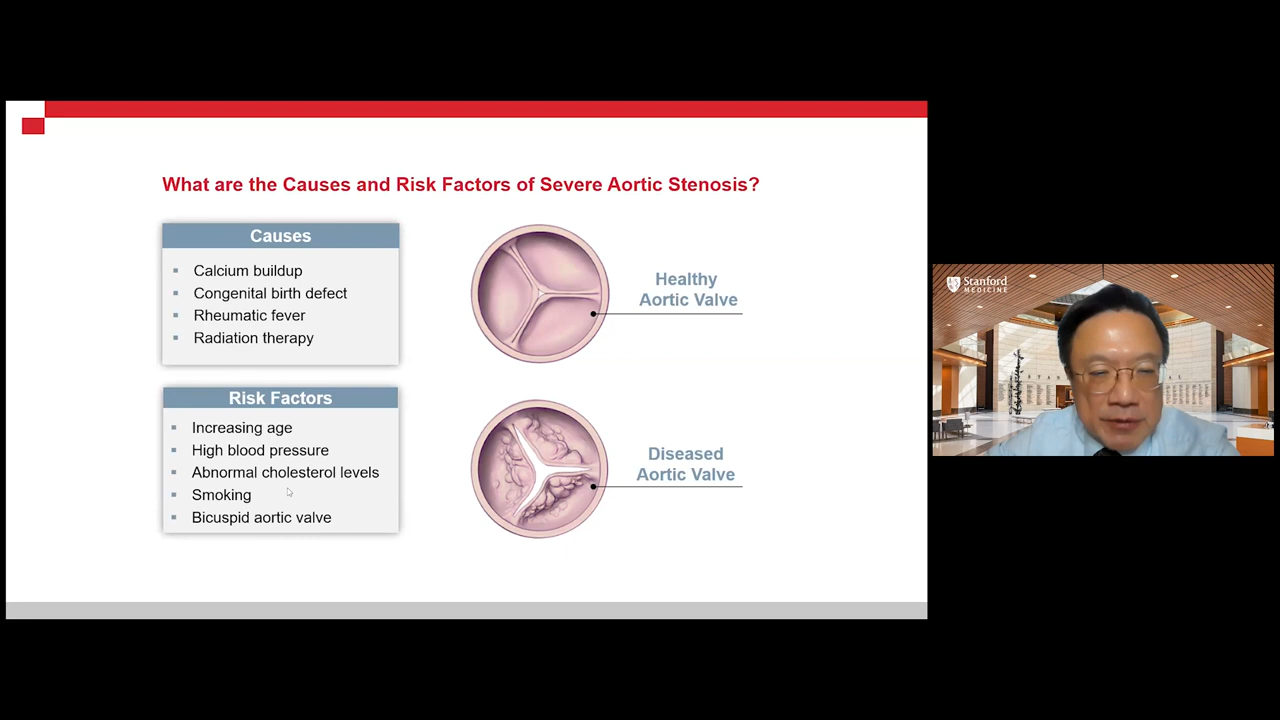 What are the Causes and Risk Factors of Severe Aortic Stenosis?
Causes
Calcium buildup
Congenital birth defect
Rheumatic fever
Radiation therapy
Risk Factors
Increasing age
High blood pressure
Abnormal cholesterol levels
Smoking
Bicuspid aortic valve
Healthy
Aortic Valve
Diseased
Aortic Valve
Stanford
MEDICINE